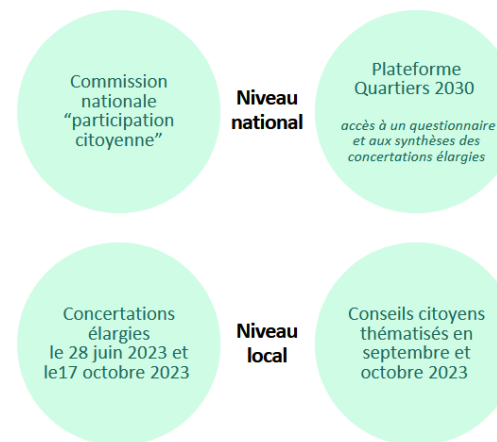 Commission
nationale
“participation
citoyenne”
Niveau
national
Plateforme
Quartiers 2030
accès à un questionnaire
et aux synthèses des
concertations élargies
Concertations
élargies
le 28 juin 2023 et
le17 octobre 2023
Niveau
local
Conseils citoyens
thématisés en
septembre et
octobre 2023